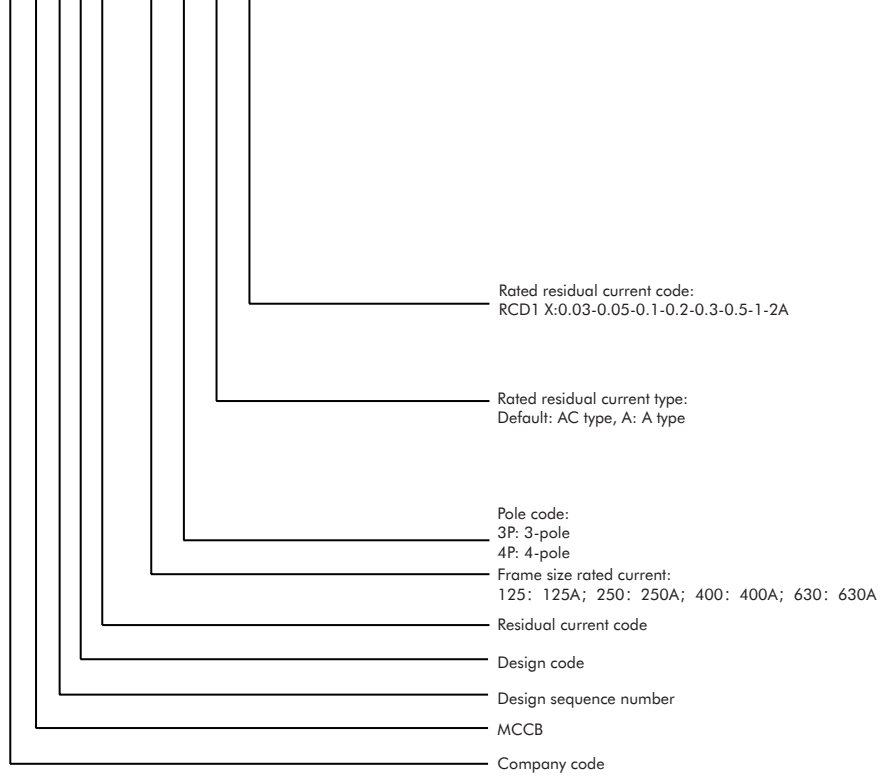 Rated residual current code:
RCD1 X:0.03-0.05-0.1-0.2-0.3-0.5-1-2A
Rated residual current type:
Default: AC type, A: A type
Pole code:
3P: 3-pole
4P: 4-pole
Frame size rated current:
125: 125A; 250: 250A; 400: 400A; 630: 630A
Residual current code
Design code
Design sequence number
MCCB
Company code